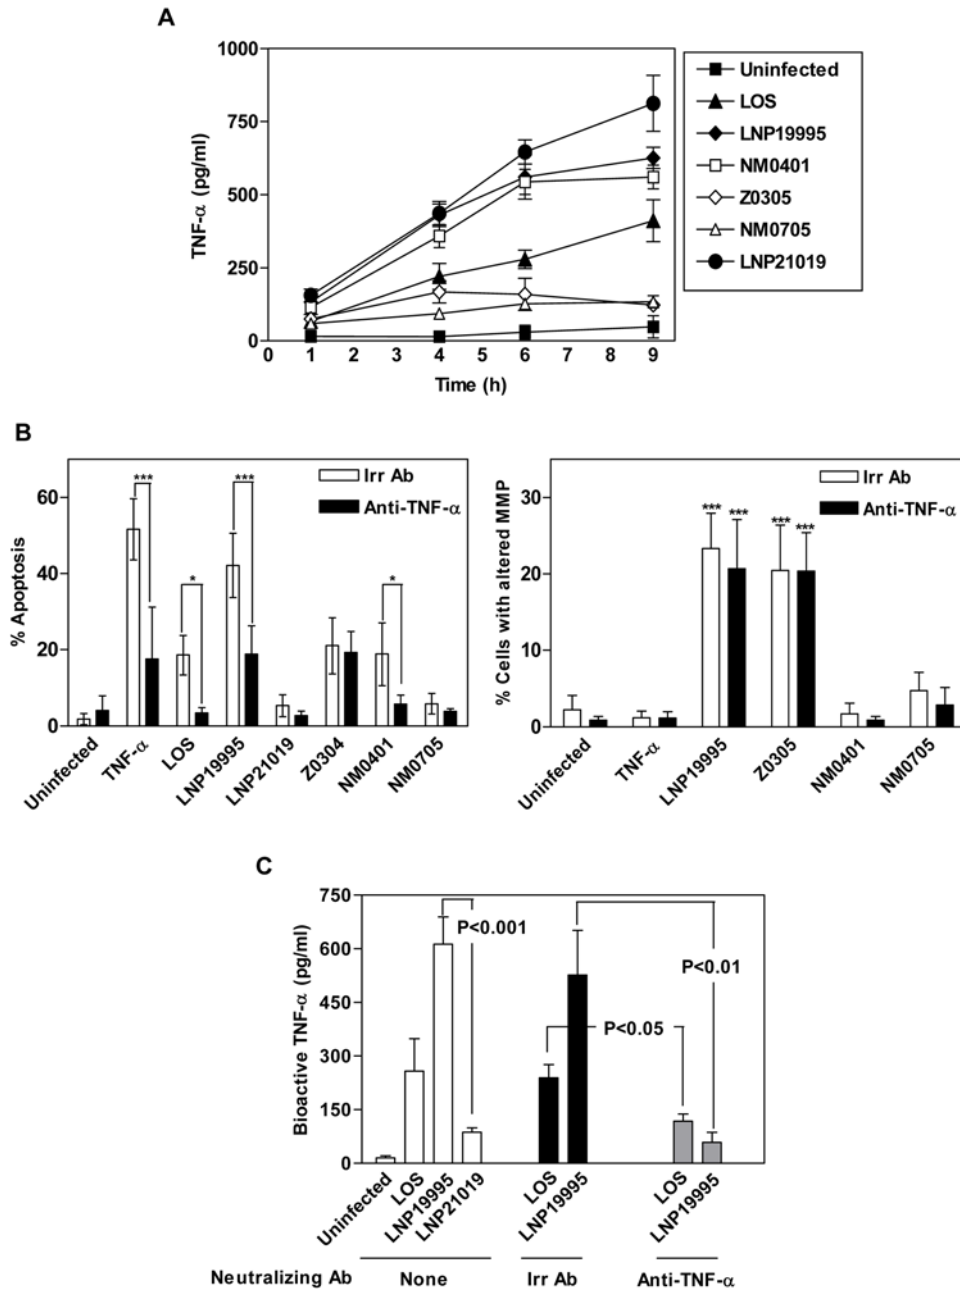 A
1000
750
500
250
0
TNF-α (pg/ml)
0 1 2 3 4 5 6 7 8 9
Time (h)
Uninfected
LOS
LNP19995
NM0401
Z0305
NM0705
LNP21019
B
60
40
20
0
% Apoptosis
Irr Ab
Anti-TNF-α
***
*
***
*
Uninfected
TNF-α
LOS
LNP19995
LNP21019
Z0304
NM0401
NM0705
30
20
10
0
% Cells with altered MMP
Irr Ab
Anti-TNF-α
*** *** *** ***
Uninfected
TNF-α
LNP19995
Z0305
NM0401
NM0705
C
750
600
450
300
150
0
Bioactive TNF-α (pg/ml)
P<0.001
P<0.01
P<0.05
Uninfected
LOS
LNP19995
LNP21019
LOS
LNP19995
LOS
LNP19995
Neutralizing Ab None Irr Ab Anti-TNF-α